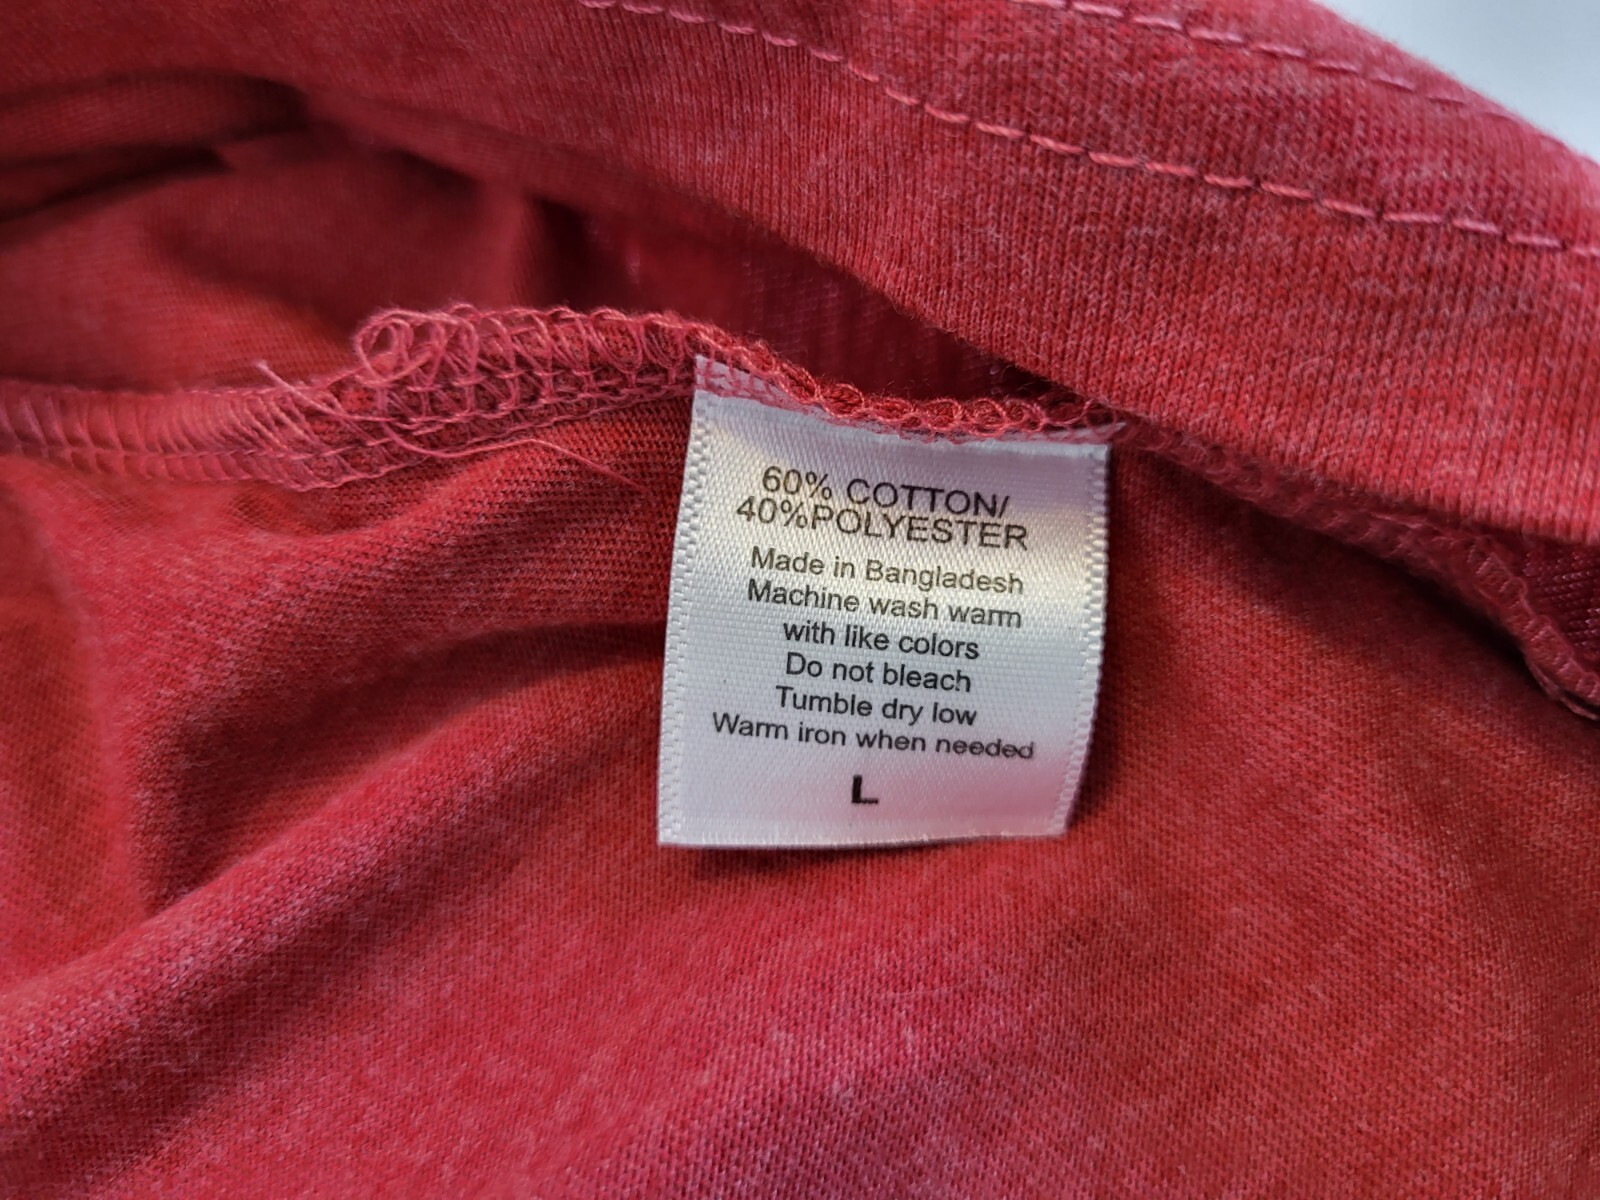 60% COTTON/
40%POLYESTER
Made in Bangladesh
Machine wash warm
with like colors
Do not bleach
Tumble dry low
Warm iron when needed
L